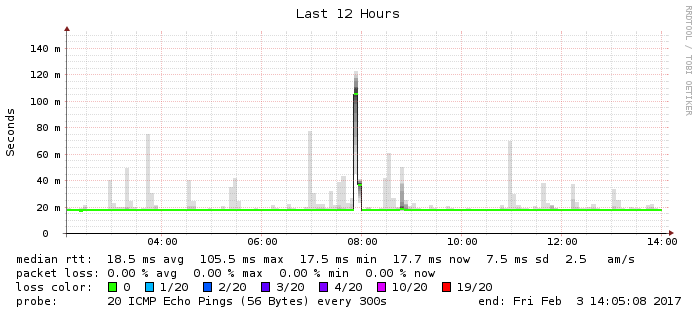 Last 12 Hours
RRDTOOL / TOBI OETIKER
Seconds
140 m
120 m
100 m
80 m
60 m
40 m
20 m
0
04:00 06:00 08:00 10:00 12:00 14:00
median rtt: 18.5 ms avg 105.5 ms max 17.5 ms min 17.7 ms now 7.5 ms sd 2.5 am/s
packet loss: 0.00 % avg 0.00 % max 0.00 % min 0.00 % now
loss color: 0 1/20 2/20 3/20 4/20 10/20 19/20
probe: 20 ICMP Echo Pings (56 Bytes) every 300s end: Fri Feb 3 14:05:08 2017